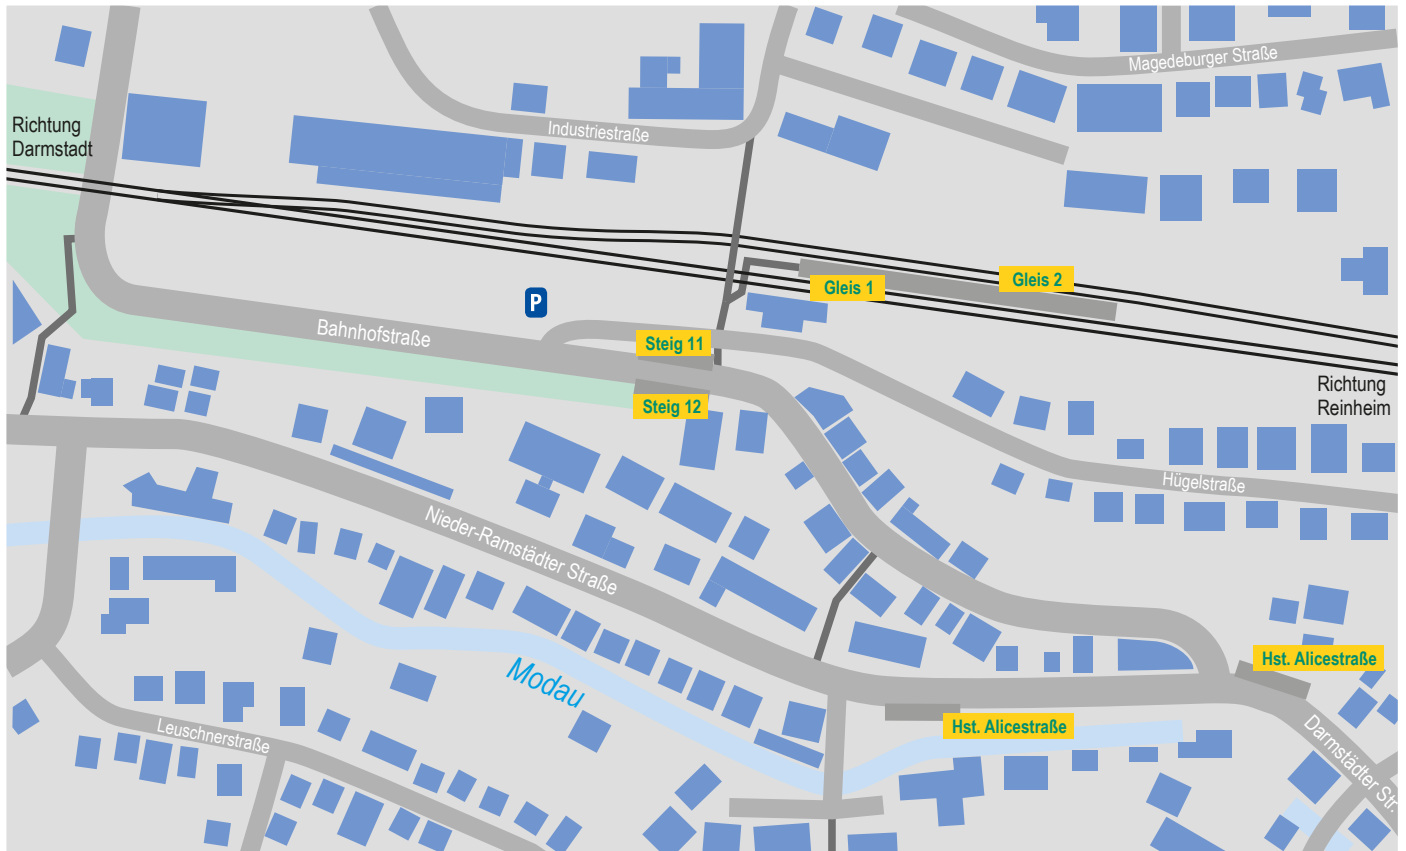 Magedeburger Straße
Richtung
Darmstadt
Industriestraße
Gleis 2
Gleis 1
P
Bahnhofstraße
Steig 11
Richtung
Reinheim
Steig 12
Hügelstraße
Nieder-Ramstädter Straße
Hst. Alicestraße
Modau
Hst. Alicestraße
Leuschnerstraße
Darmstädter Str.